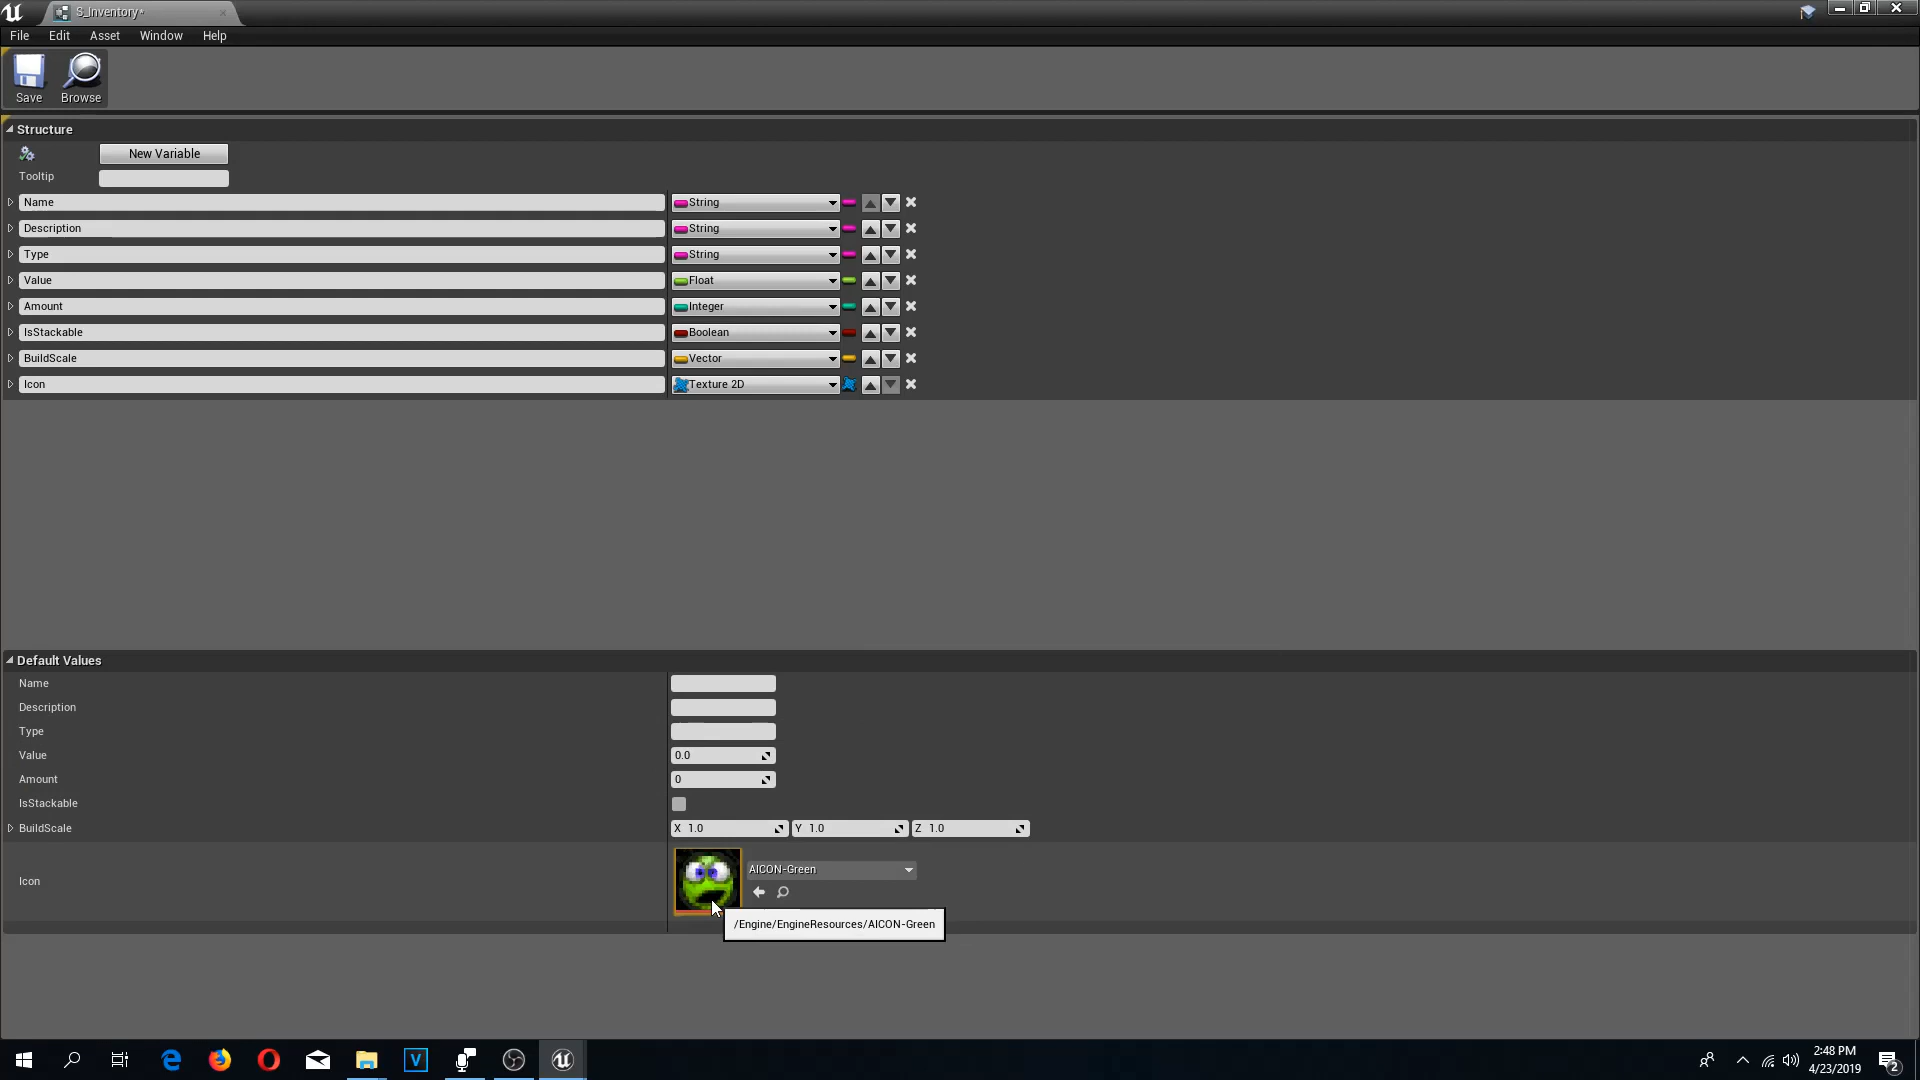 S_Inventory*
File Edit Asset Window Help
Save Browse
Structure
New Variable
Tooltip
Name String
Description String
Type String
Value Float
Amount Integer
IsStackable Boolean
BuildScale Vector
Icon Texture 2D
Default Values
Name
Description
Type
Value 0.0
Amount 0
IsStackable
BuildScale X 1.0 Y 1.0 Z 1.0
AICON-Green
Icon
/Engine/EngineResources/AICON-Green
2:48 PM
4/23/2019
2